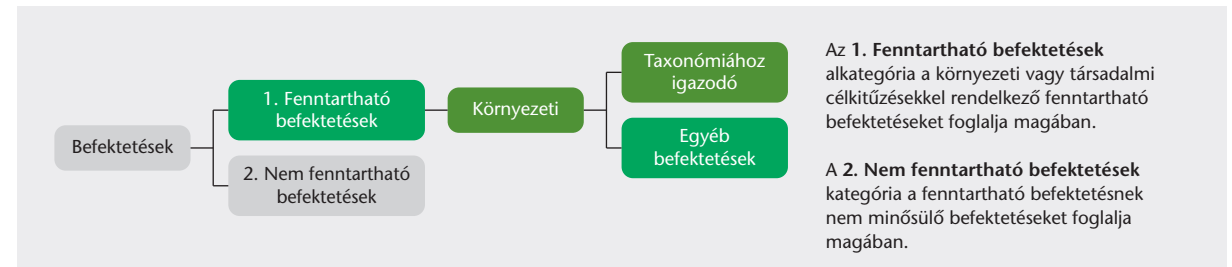 Befektetések
1. Fenntartható
befektetések
2. Nem fenntartható
befektetések
Környezeti
Taxonómiához
igazodó
Egyéb
befektetések
Az 1. Fenntartható befektetések
alkategória a környezeti vagy társadalmi
célkitűzésekkel rendelkező fenntartható
befektetéseket foglalja magában.
A 2. Nem fenntartható befektetések
kategória a fenntartható befektetésnek
nem minősülő befektetéseket foglalja
magában.